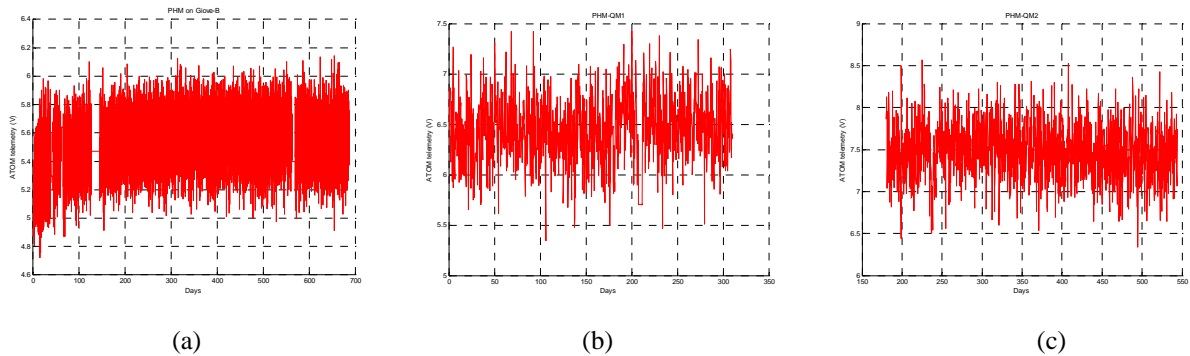 PHM on Giove-B
6.4
6.2
6
5.8
5.6
5.4
5.2
5
4.8
4.6
ATOM telemetry (V)
0 100 200 300 400 500 600 700
Days
(a)
PHM-QM1
7.5
7
6.5
6
5.5
5
ATOM telemetry (V)
0 50 100 150 200 250 300 350
Days
(b)
PHM-QM2
9
8.5
8
7.5
7
6.5
6
ATOM telemetry (V)
150 200 250 300 350 400 450 500 550
Days
(c)